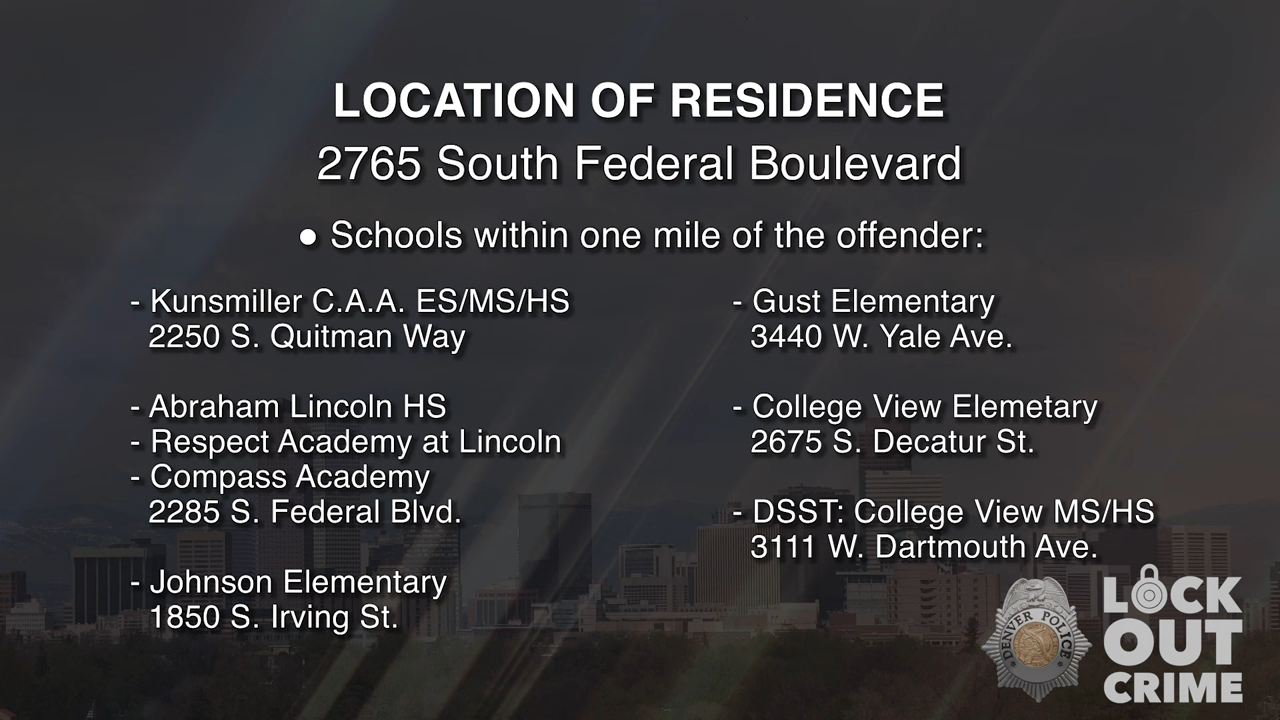 LOCATION OF RESIDENCE
2765 South Federal Boulevard
● Schools within one mile of the offender:
- Kunsmiller C.A.A. ES/MS/HS
2250 S. Quitman Way
- Abraham Lincoln HS
- Respect Academy at Lincoln
- Compass Academy
2285 S. Federal Blvd.
- Johnson Elementary
1850 S. Irving St.
- Gust Elementary
3440 W. Yale Ave.
- College View Elemetary
2675 S. Decatur St.
- DSST: College View MS/HS
3111 W. Dartmouth Ave.
DENVER POLICE
LOCK
OUT
CRIME